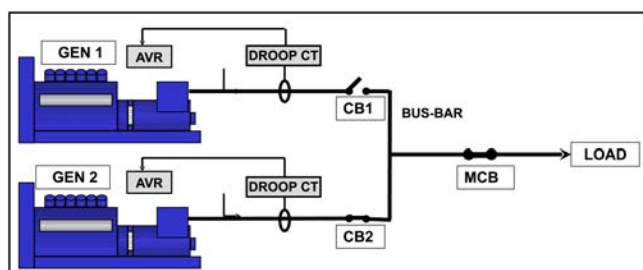 GEN 1
AVR
DROOP CT
CB1
BUS-BAR
LOAD
MCB
GEN 2
AVR
DROOP CT
CB2